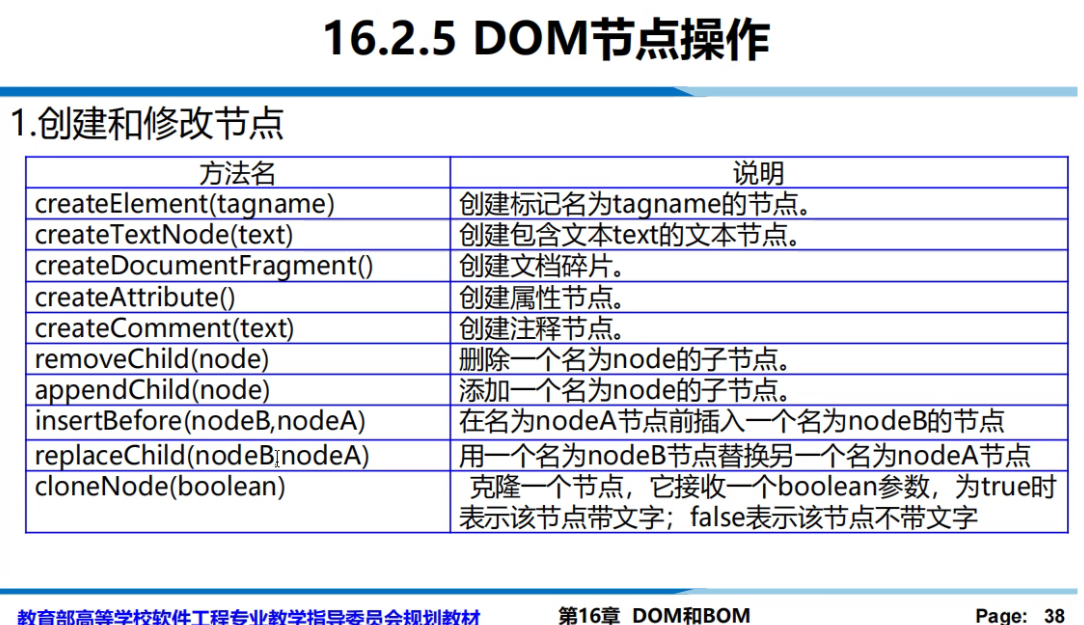 16.2.5 DOM节点操作
1.创建和修改节点
方法名 说明
createElement(tagname) 创建标记名为tagname的节点。
createTextNode(text) 创建包含文本text的文本节点。
createDocumentFragment() 创建文档碎片。
createAttribute() 创建属性节点。
createComment(text) 创建注释节点。
removeChild(node) 删除一个名为node的子节点。
appendChild(node) 添加一个名为node的子节点。
insertBefore(nodeB,nodeA) 在名为nodeA节点前插入一个名为nodeB的节点
replaceChild(nodeB,nodeA) 用一个名为nodeB节点替换另一个名为nodeA节点
cloneNode(boolean) 克隆一个节点，它接收一个boolean参数，为true时
表示该节点带文字；false表示该节点不带文字
教育部高等学校软件工程专业教学指导委员会规划教材 第16章 DOM和BOM Page: 38